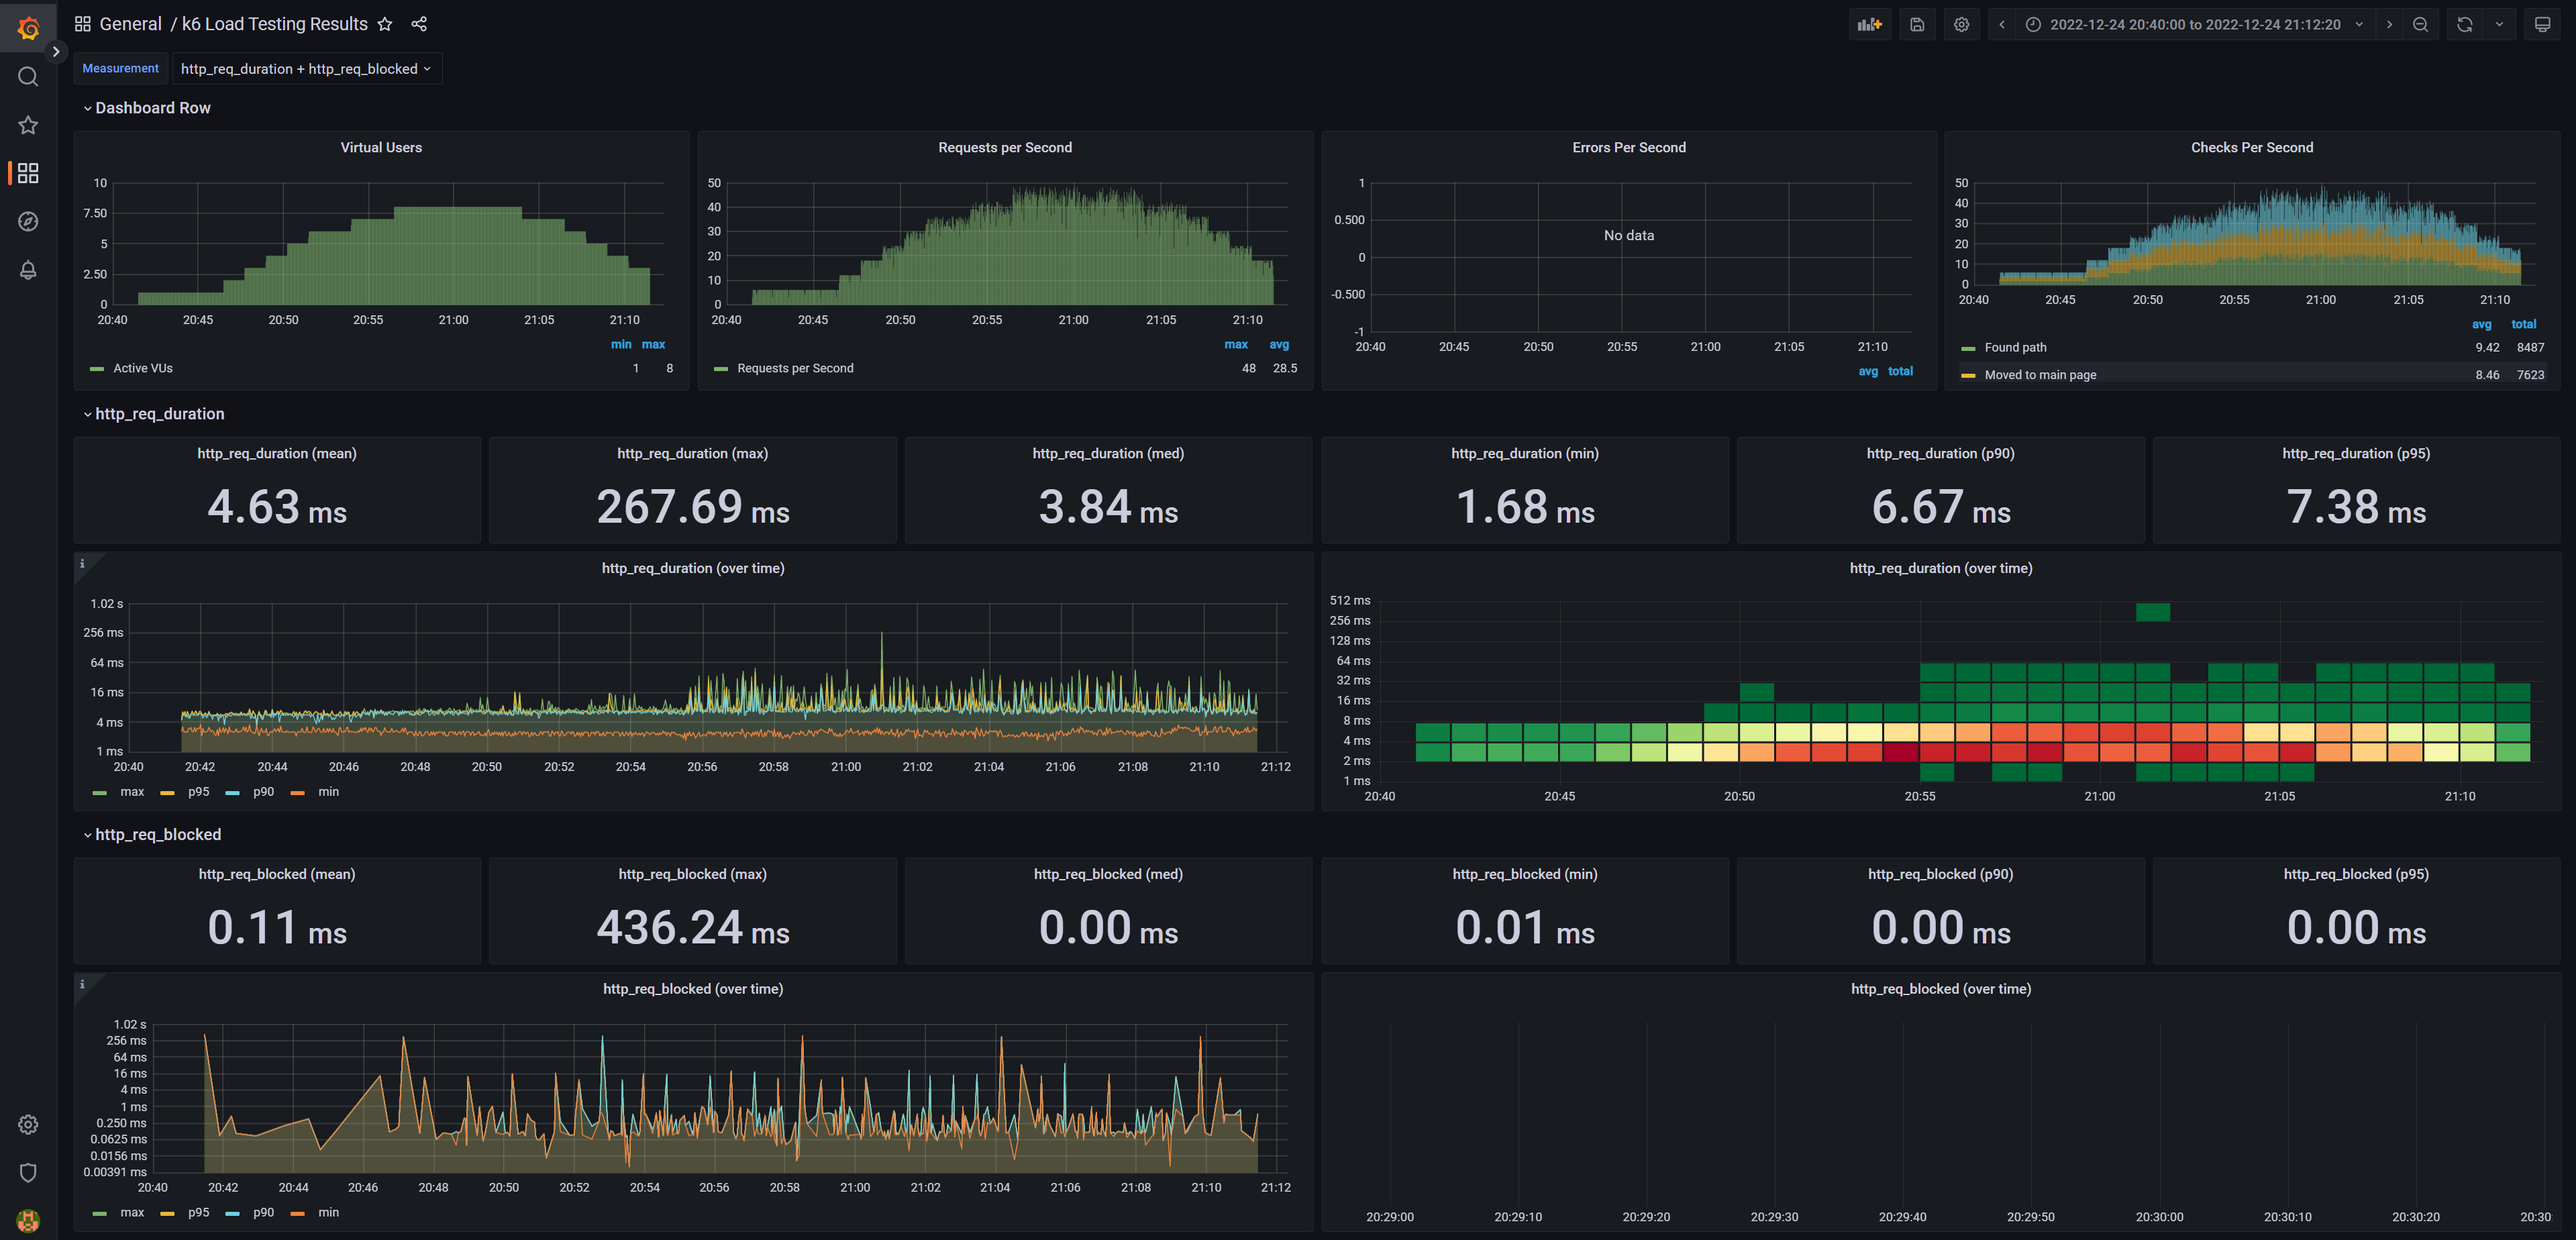 General / k6 Load Testing Results
2022-12-24 20:40:00 to 2022-12-24 21:12:20
Measurement http_req_duration + http_req_blocked
Dashboard Row
Virtual Users
10
7.50
5
2.50
0
20:40 20:45 20:50 20:55 21:00 21:05 21:10
min max
Active VUs 1 8
Requests per Second
50
40
30
20
10
0
20:40 20:45 20:50 20:55 21:00 21:05 21:10
max avg
Requests per Second 48 28.5
Errors Per Second
1
0.500
0
-0.500
-1
No data
20:40 20:45 20:50 20:55 21:00 21:05 21:10
avg total
Checks Per Second
50
40
30
20
10
0
20:40 20:45 20:50 20:55 21:00 21:05 21:10
avg total
Found path 9.42 8487
Moved to main page 8.46 7623
http_req_duration
http_req_duration (mean)
4.63 ms
http_req_duration (max)
267.69 ms
http_req_duration (med)
3.84 ms
http_req_duration (min)
1.68 ms
http_req_duration (p90)
6.67 ms
http_req_duration (p95)
7.38 ms
i
http_req_duration (over time)
1.02 s
256 ms
64 ms
16 ms
4 ms
1 ms
20:40 20:42 20:44 20:46 20:48 20:50 20:52 20:54 20:56 20:58 21:00 21:02 21:04 21:06 21:08 21:10 21:12
max p95 p90 min
http_req_duration (over time)
512 ms
256 ms
128 ms
64 ms
32 ms
16 ms
8 ms
4 ms
2 ms
1 ms
20:40 20:45 20:50 20:55 21:00 21:05 21:10
http_req_blocked
http_req_blocked (mean)
0.11 ms
http_req_blocked (max)
436.24 ms
http_req_blocked (med)
0.00 ms
http_req_blocked (min)
0.01 ms
http_req_blocked (p90)
0.00 ms
http_req_blocked (p95)
0.00 ms
i
http_req_blocked (over time)
1.02 s
256 ms
64 ms
16 ms
4 ms
1 ms
0.250 ms
0.0625 ms
0.0156 ms
0.00391 ms
20:40 20:42 20:44 20:46 20:48 20:50 20:52 20:54 20:56 20:58 21:00 21:02 21:04 21:06 21:08 21:10 21:12
max p95 p90 min
http_req_blocked (over time)
20:29:00 20:29:10 20:29:20 20:29:30 20:29:40 20:29:50 20:30:00 20:30:10 20:30:20 20:30: